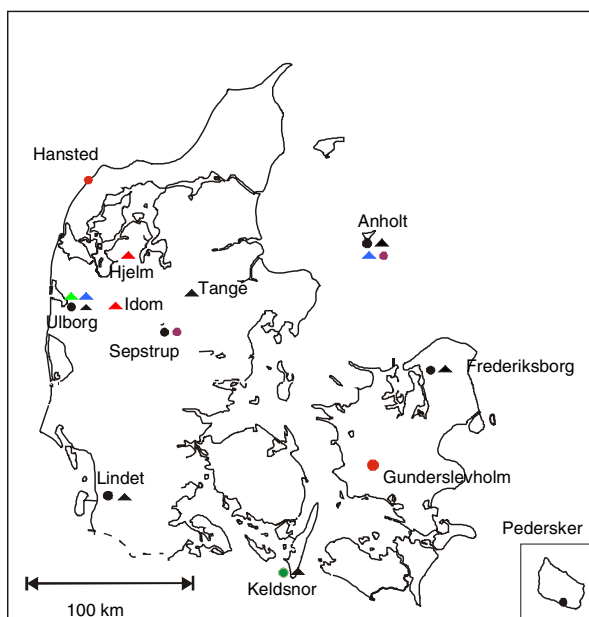 Hansted
Anholt
Hjelm
Tange
Idom
Ulborg
Sepstrup
Frederiksborg
Lindet
Gunderslevholm
Pedersker
Keldsnor
100 km